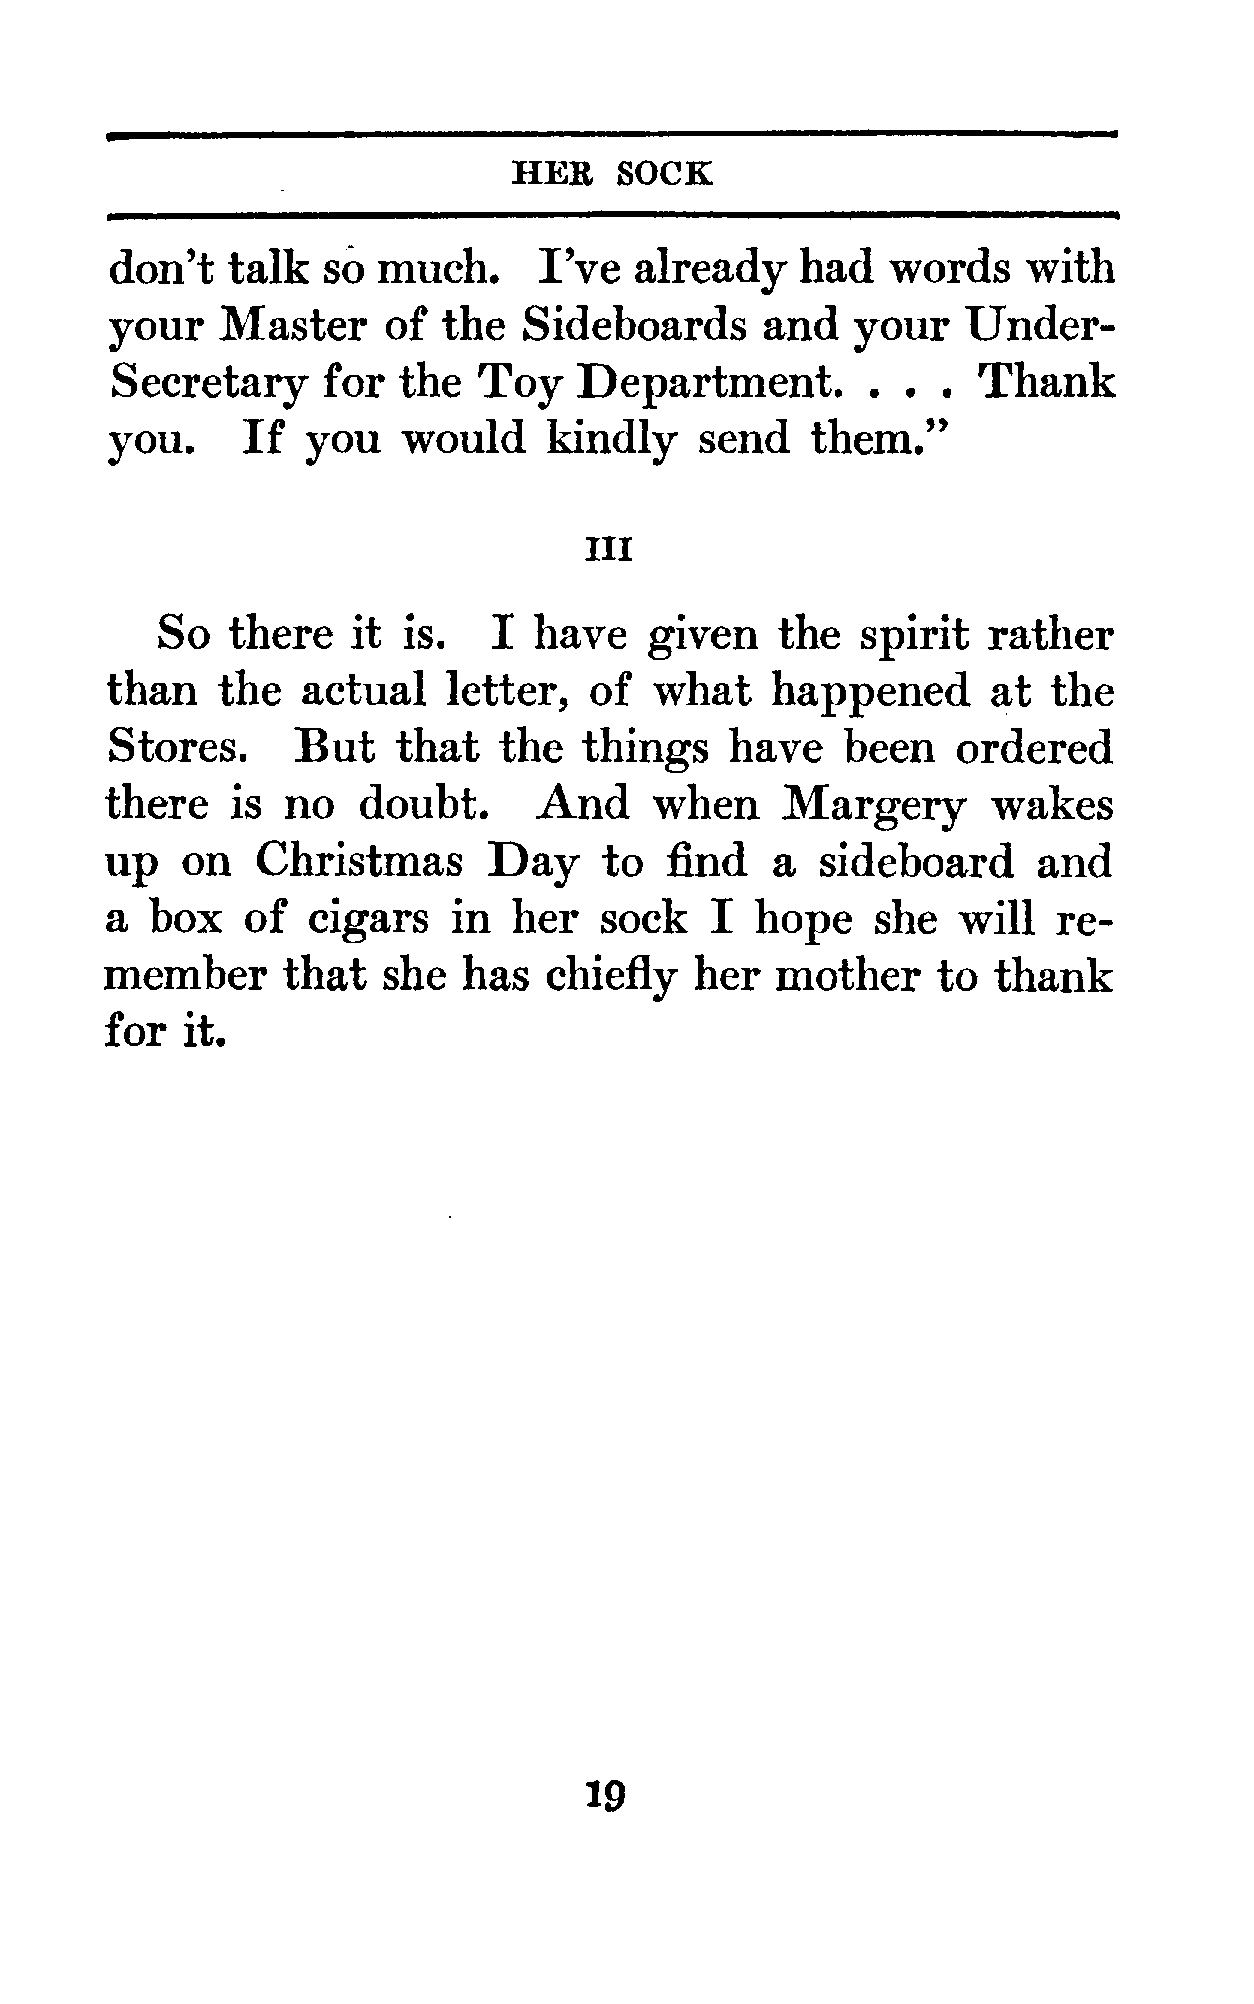 HER SOCK
don't talk so much. I've already had words with
your Master of the Sideboards and your Under-
Secretary for the Toy Department. . . . Thank
you. If you would kindly send them."
III
So there it is. I have given the spirit rather
than the actual letter, of what happened at the
Stores. But that the things have been ordered
there is no doubt. And when Margery wakes
up on Christmas Day to find a sideboard and
a box of cigars in her sock I hope she will re-
member that she has chiefly her mother to thank
for it.
19